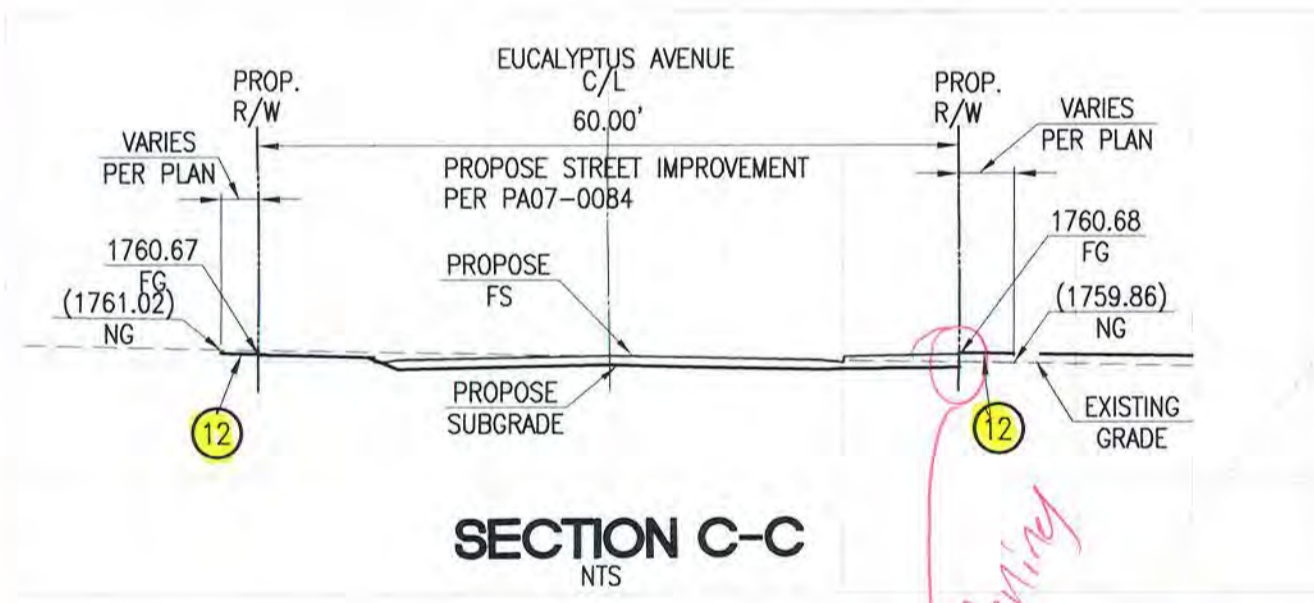 EUCALYPTUS AVENUE
C/L
60.00'
PROP.
R/W
PROP.
R/W
VARIES
PER PLAN
VARIES
PER PLAN
PROPOSE STREET IMPROVEMENT
PER PA07-0084
1760.67
FG
(1761.02)
NG
PROPOSE
FS
1760.68
FG
(1759.86)
NG
12
PROPOSE
SUBGRADE
12
EXISTING
GRADE
SECTION C-C
NTS